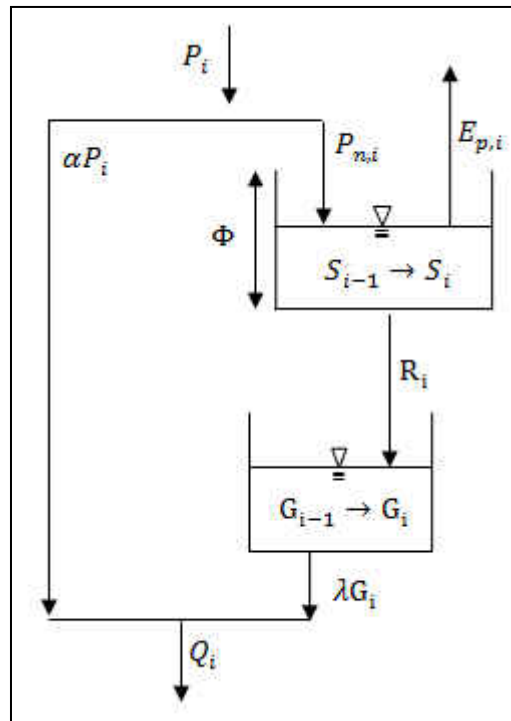 P_i
αP_i
P_{n,i}
E_{p,i}
Φ
S_{i−1} → S_i
R_i
G_{i−1} → G_i
λG_i
Q_i